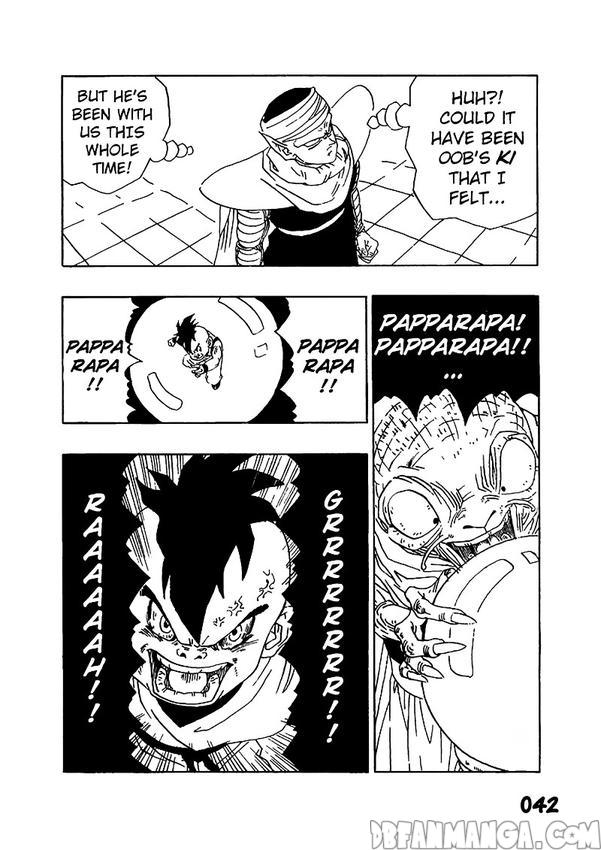 HUH?!
COULD IT
HAVE BEEN
OOB'S KI
THAT I
FELT...
BUT HE'S
BEEN WITH
US THIS
WHOLE
TIME!
PAPPARAPA!
PAPPARAPA!!
...
PAPPA
RAPA
!!
PAPPA
RAPA
!!
GRRRRRRRR!!
RAAAAAAAH!!
042
DBFANMANGA.COM